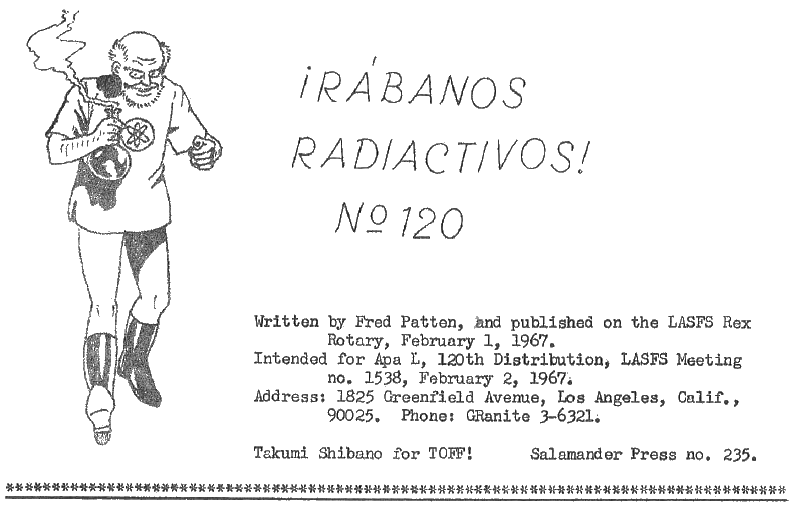 ¡RÁBANOS
RADIACTIVOS!
Nº 120
Written by Fred Patten, and published on the LASFS Rex
Rotary, February 1, 1967.
Intended for Apa L, 120th Distribution, LASFS Meeting
no. 1538, February 2, 1967.
Address: 1825 Greenfield Avenue, Los Angeles, Calif.,
90025. Phone: GRanite 3-6321.
Takumi Shibano for TOFF! Salamander Press no. 235.
**************************************************************************************